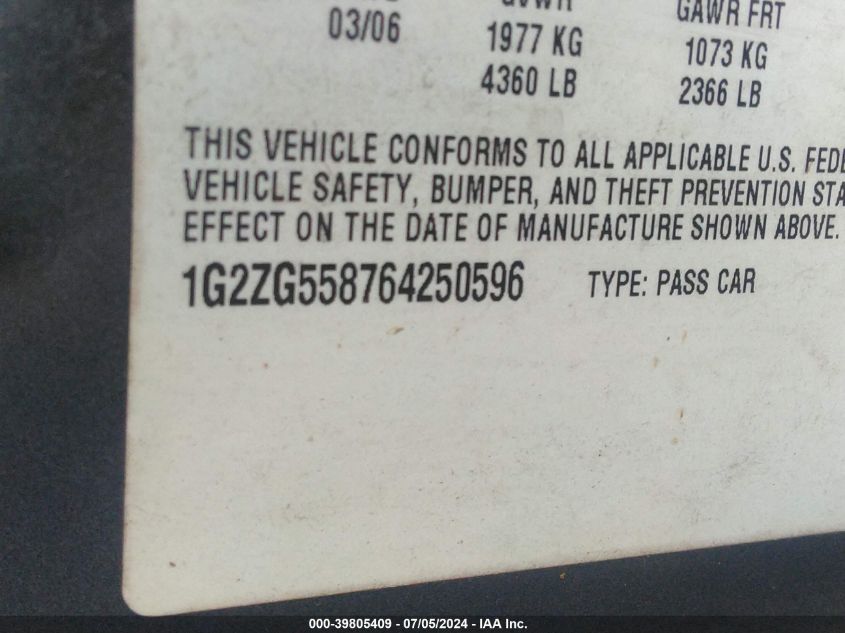 GVWR GAWR FRT
03/06 1977 KG 1073 KG
4360 LB 2366 LB
THIS VEHICLE CONFORMS TO ALL APPLICABLE U.S. FEDE
VEHICLE SAFETY, BUMPER, AND THEFT PREVENTION STA
EFFECT ON THE DATE OF MANUFACTURE SHOWN ABOVE.
1G2ZG558764250596 TYPE: PASS CAR
000-39805409 - 07/05/2024 - IAA Inc.